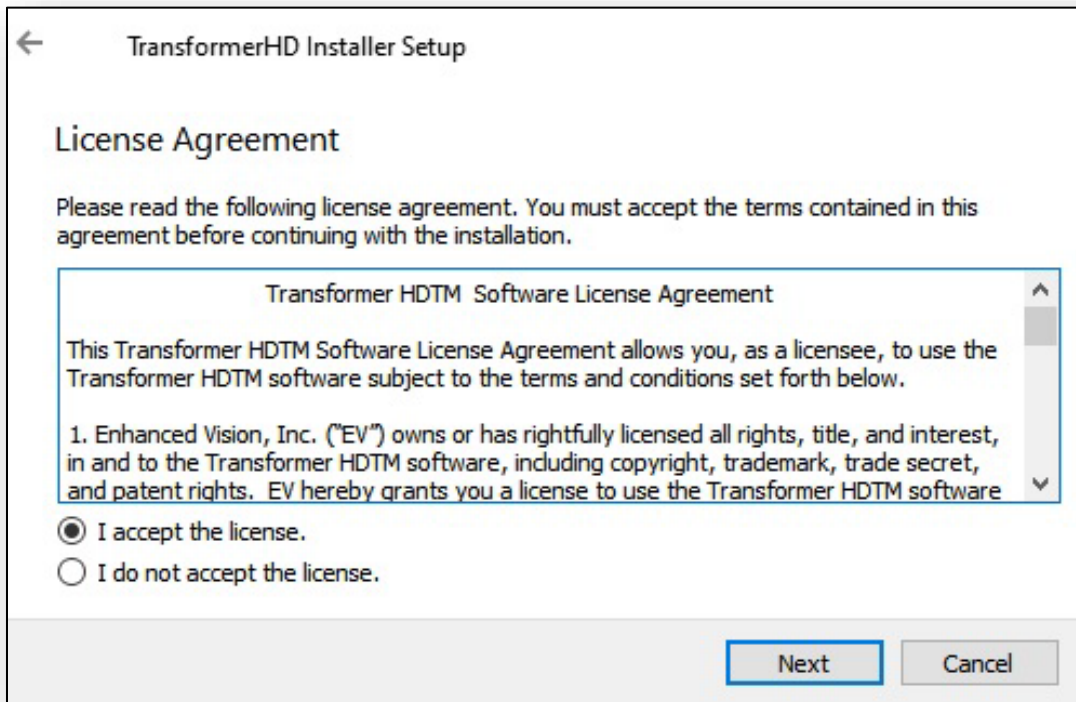 TransformerHD Installer Setup
License Agreement
Please read the following license agreement. You must accept the terms contained in this
agreement before continuing with the installation.
Transformer HDTM  Software License Agreement
This Transformer HDTM Software License Agreement allows you, as a licensee, to use the
Transformer HDTM software subject to the terms and conditions set forth below.
1. Enhanced Vision, Inc. ("EV") owns or has rightfully licensed all rights, title, and interest,
in and to the Transformer HDTM software, including copyright, trademark, trade secret,
and patent rights.  EV hereby grants you a license to use the Transformer HDTM software
I accept the license.
I do not accept the license.
Next
Cancel